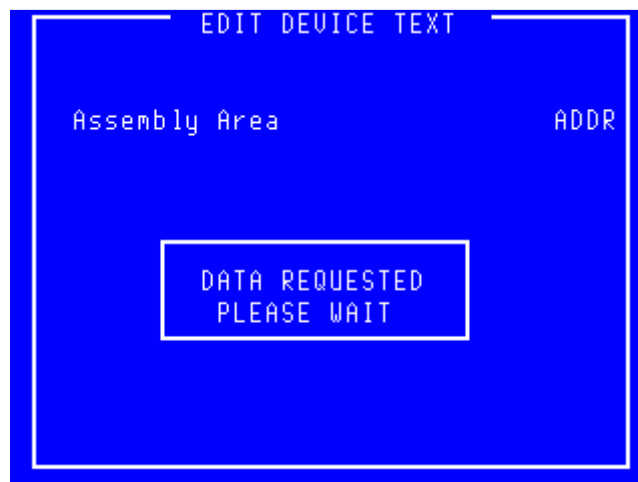 EDIT DEVICE TEXT
Assembly Area ADDR
DATA REQUESTED
PLEASE WAIT